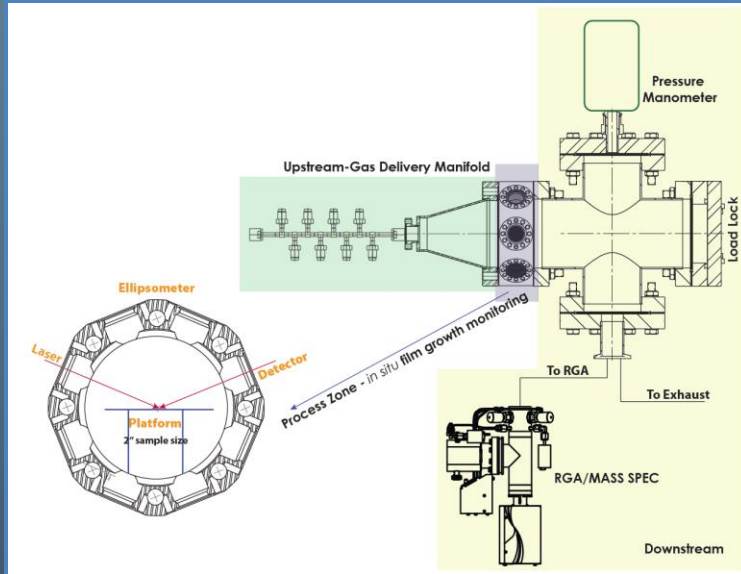 Pressure
Manometer
Upstream-Gas Delivery Manifold
Load Lock
Ellipsometer
Laser
Detector
Process Zone - in situ film growth monitoring
Platform
2" sample size
To RGA
To Exhaust
RGA/MASS SPEC
Downstream